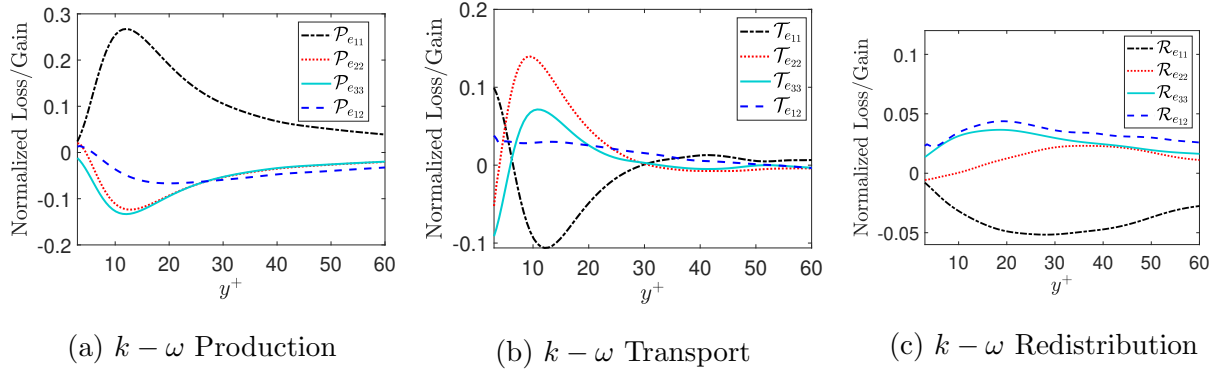 Normalized Loss/Gain
0.3
0.2
0.1
0
-0.1
-0.2
10 20 30 40 50 60
y⁺
𝒫e₁₁
𝒫e₂₂
𝒫e₃₃
𝒫e₁₂
(a) k − ω Production
Normalized Loss/Gain
0.2
0.1
0
-0.1
10 20 30 40 50 60
y⁺
𝒯e₁₁
𝒯e₂₂
𝒯e₃₃
𝒯e₁₂
(b) k − ω Transport
Normalized Loss/Gain
0.1
0.05
0
-0.05
10 20 30 40 50 60
y⁺
ℛe₁₁
ℛe₂₂
ℛe₃₃
ℛe₁₂
(c) k − ω Redistribution